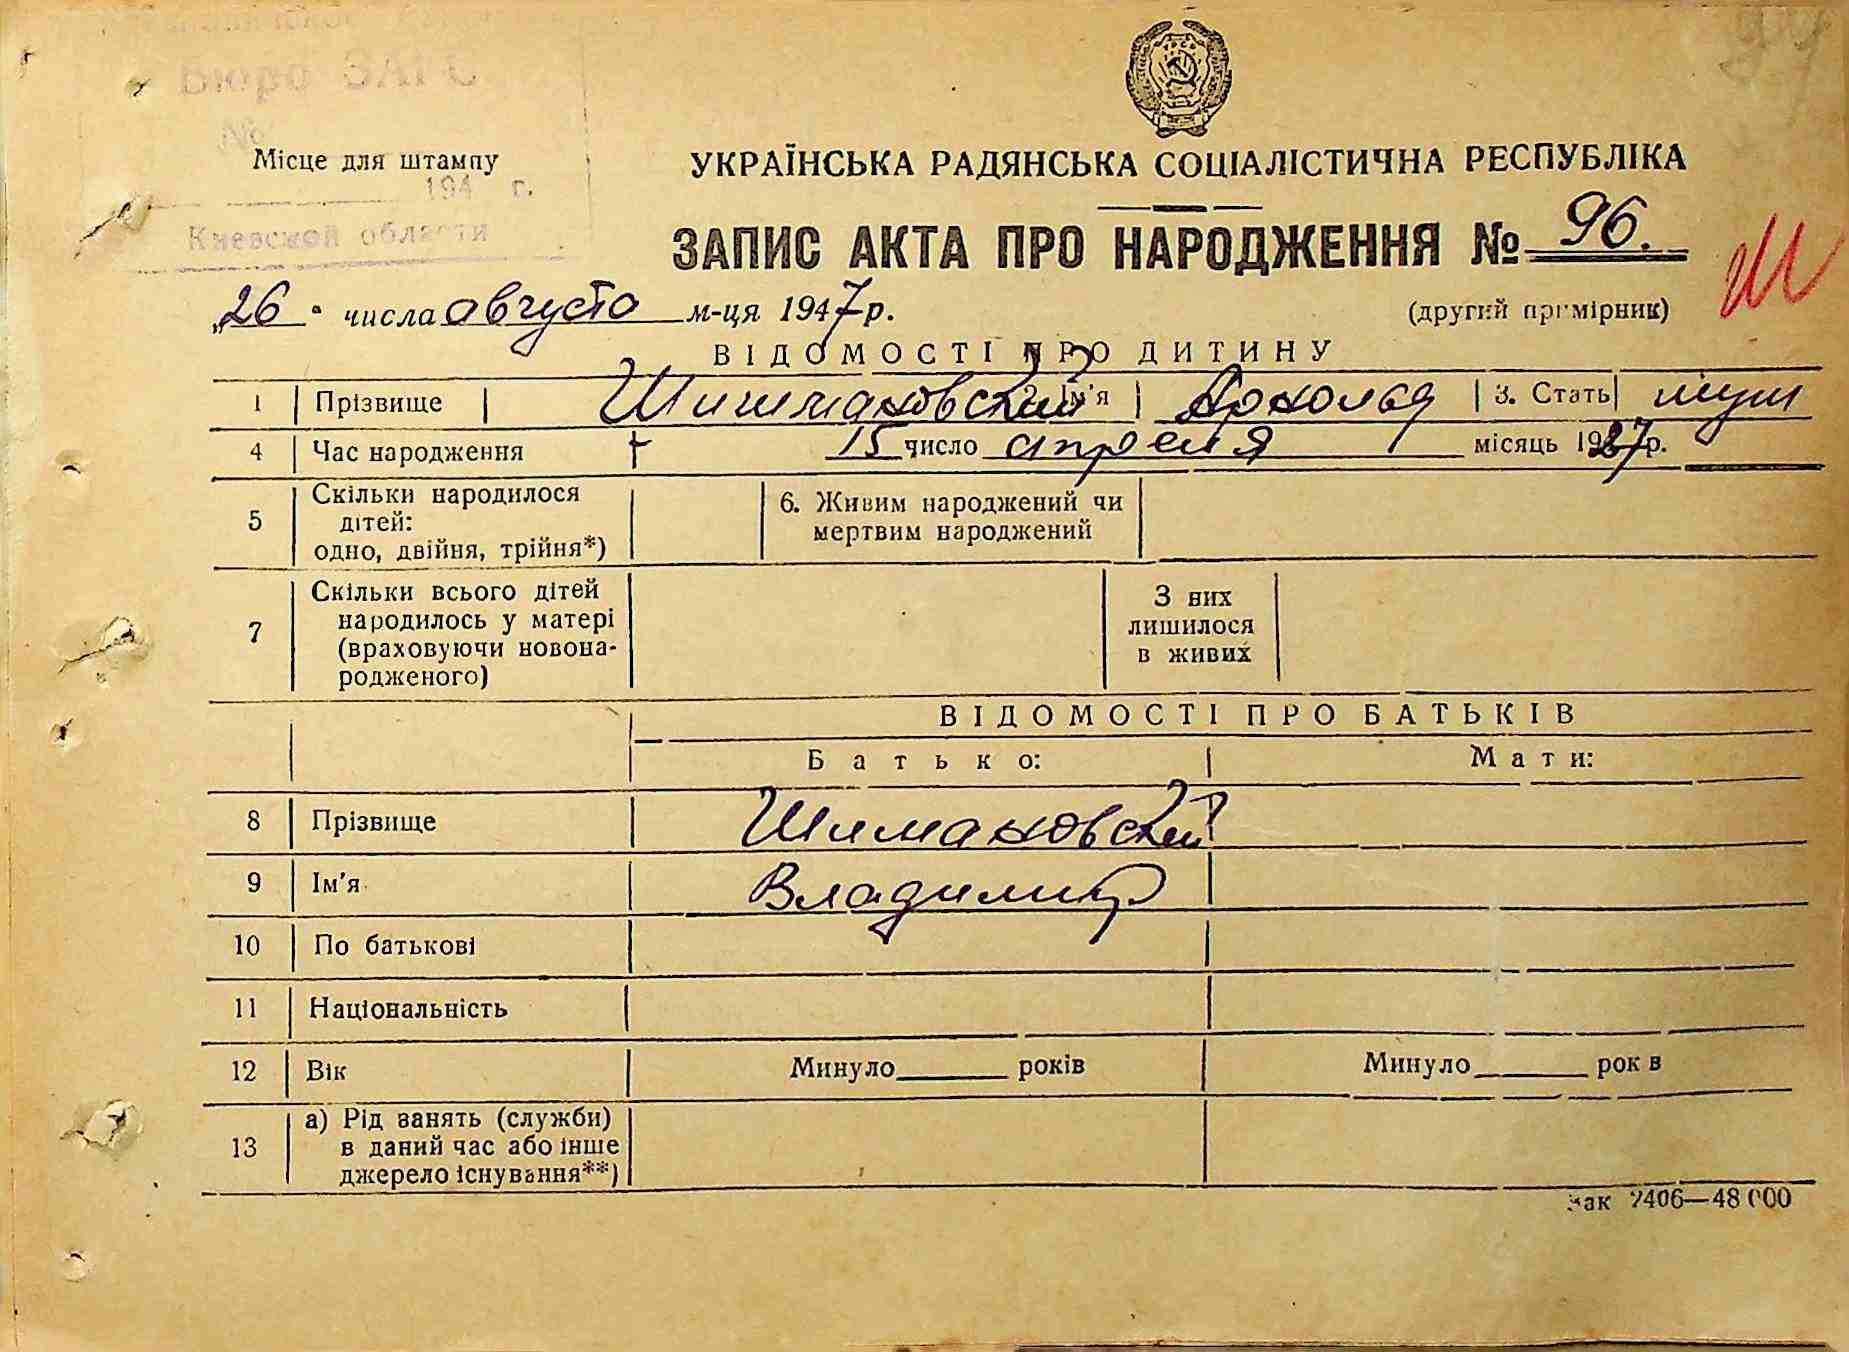 Бюро ЗАГС
№
Місце для штампу
194 г.
Киевской области
УКРАЇНСЬКА РАДЯНСЬКА СОЦІАЛІСТИЧНА РЕСПУБЛІКА
ЗАПИС АКТА ПРО НАРОДЖЕННЯ № 96.
„26" числа августа м-ця 1947 р.
(другий примірник)
ВІДОМОСТІ ПРО ДИТИНУ
1 Прізвище Шишмановский 2. Ім'я Арнольд 3. Стать муж
4 Час народження 15 число апреля місяць 1927 р.
5 Скільки народилося дітей: одно, двійня, трійня*)
6. Живим народжений чи мертвим народжений
7 Скільки всього дітей народилось у матері (враховуючи новона-родженого)
З них лишилося в живих
ВІДОМОСТІ ПРО БАТЬКІВ
Батько: Мати:
8 Прізвище Шимановский
9 Ім'я Владимир
10 По батькові
11 Національність
12 Вік Минуло років Минуло рок в
13 а) Рід занять (служби) в даний час або інше джерело існування**)
Зак 2406—48 000